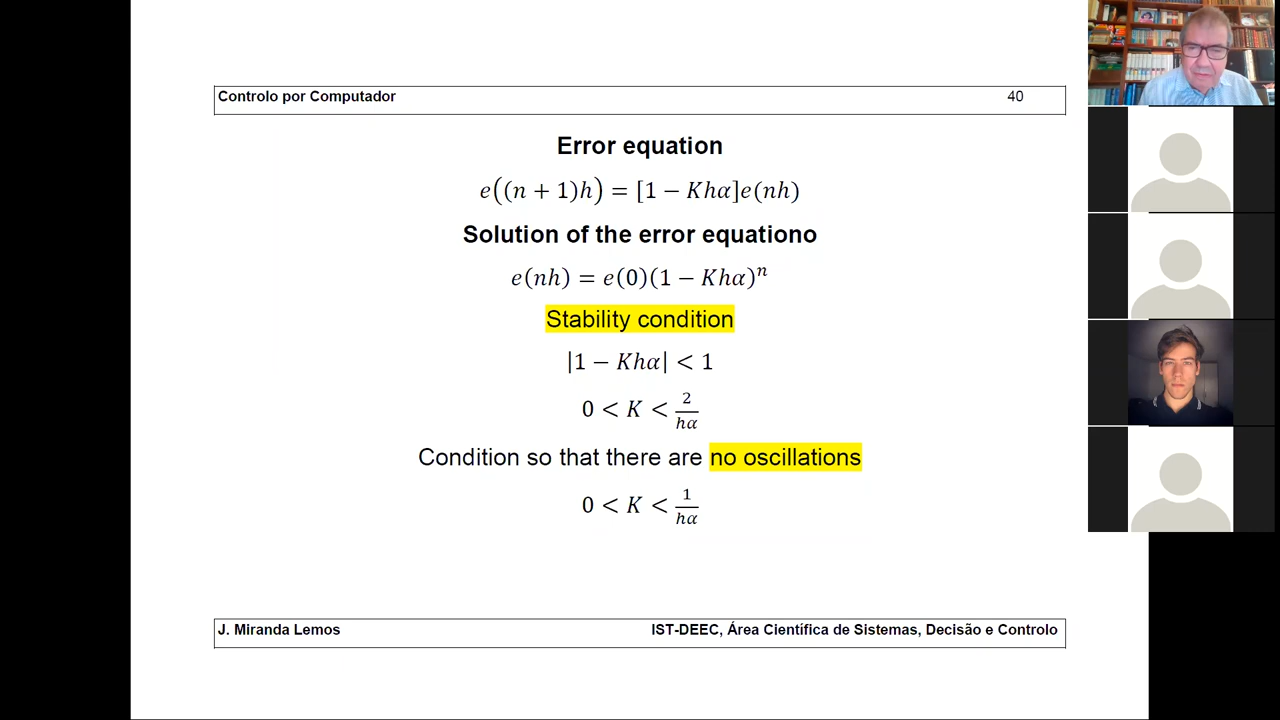 Controlo por Computador 40
Error equation
e((n + 1)h) = [1 − Khα]e(nh)
Solution of the error equationo
e(nh) = e(0)(1 − Khα)ⁿ
Stability condition
|1 − Khα| < 1
0 < K < 2/hα
Condition so that there are no oscillations
0 < K < 1/hα
J. Miranda Lemos IST-DEEC, Área Científica de Sistemas, Decisão e Controlo